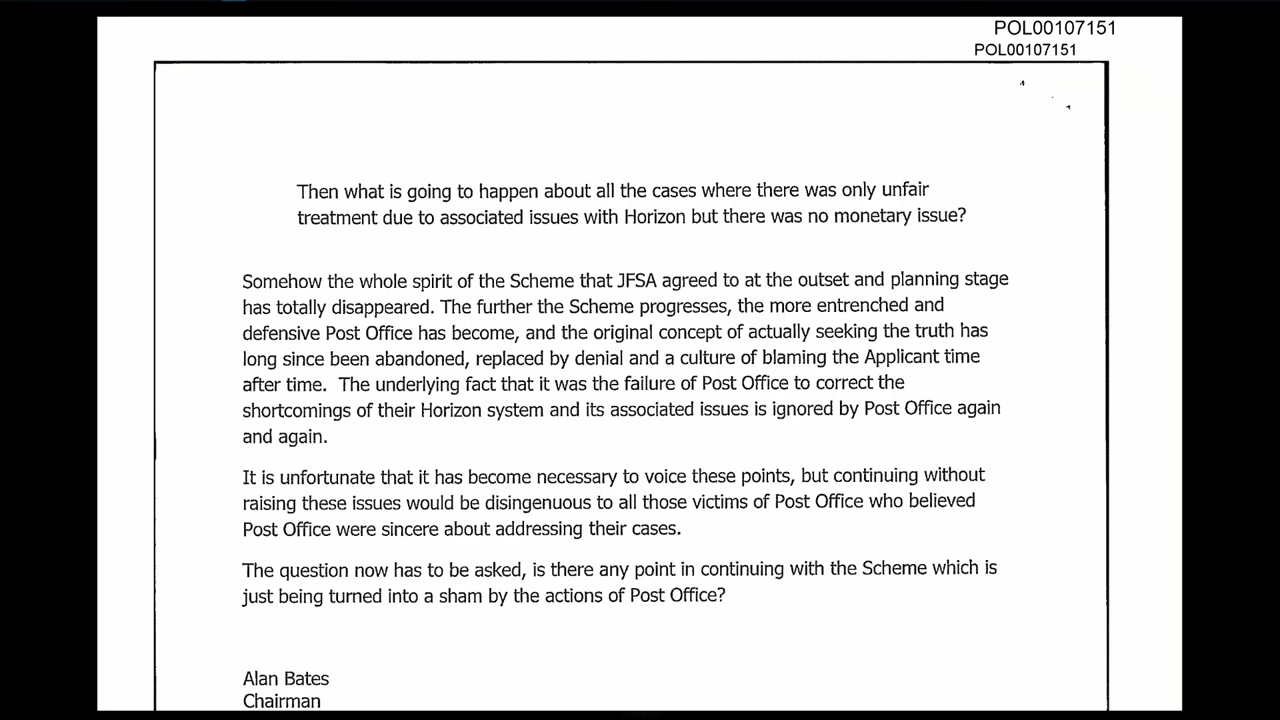 POL00107151
POL00107151
Then what is going to happen about all the cases where there was only unfair
treatment due to associated issues with Horizon but there was no monetary issue?
Somehow the whole spirit of the Scheme that JFSA agreed to at the outset and planning stage
has totally disappeared. The further the Scheme progresses, the more entrenched and
defensive Post Office has become, and the original concept of actually seeking the truth has
long since been abandoned, replaced by denial and a culture of blaming the Applicant time
after time.  The underlying fact that it was the failure of Post Office to correct the
shortcomings of their Horizon system and its associated issues is ignored by Post Office again
and again.
It is unfortunate that it has become necessary to voice these points, but continuing without
raising these issues would be disingenuous to all those victims of Post Office who believed
Post Office were sincere about addressing their cases.
The question now has to be asked, is there any point in continuing with the Scheme which is
just being turned into a sham by the actions of Post Office?
Alan Bates
Chairman